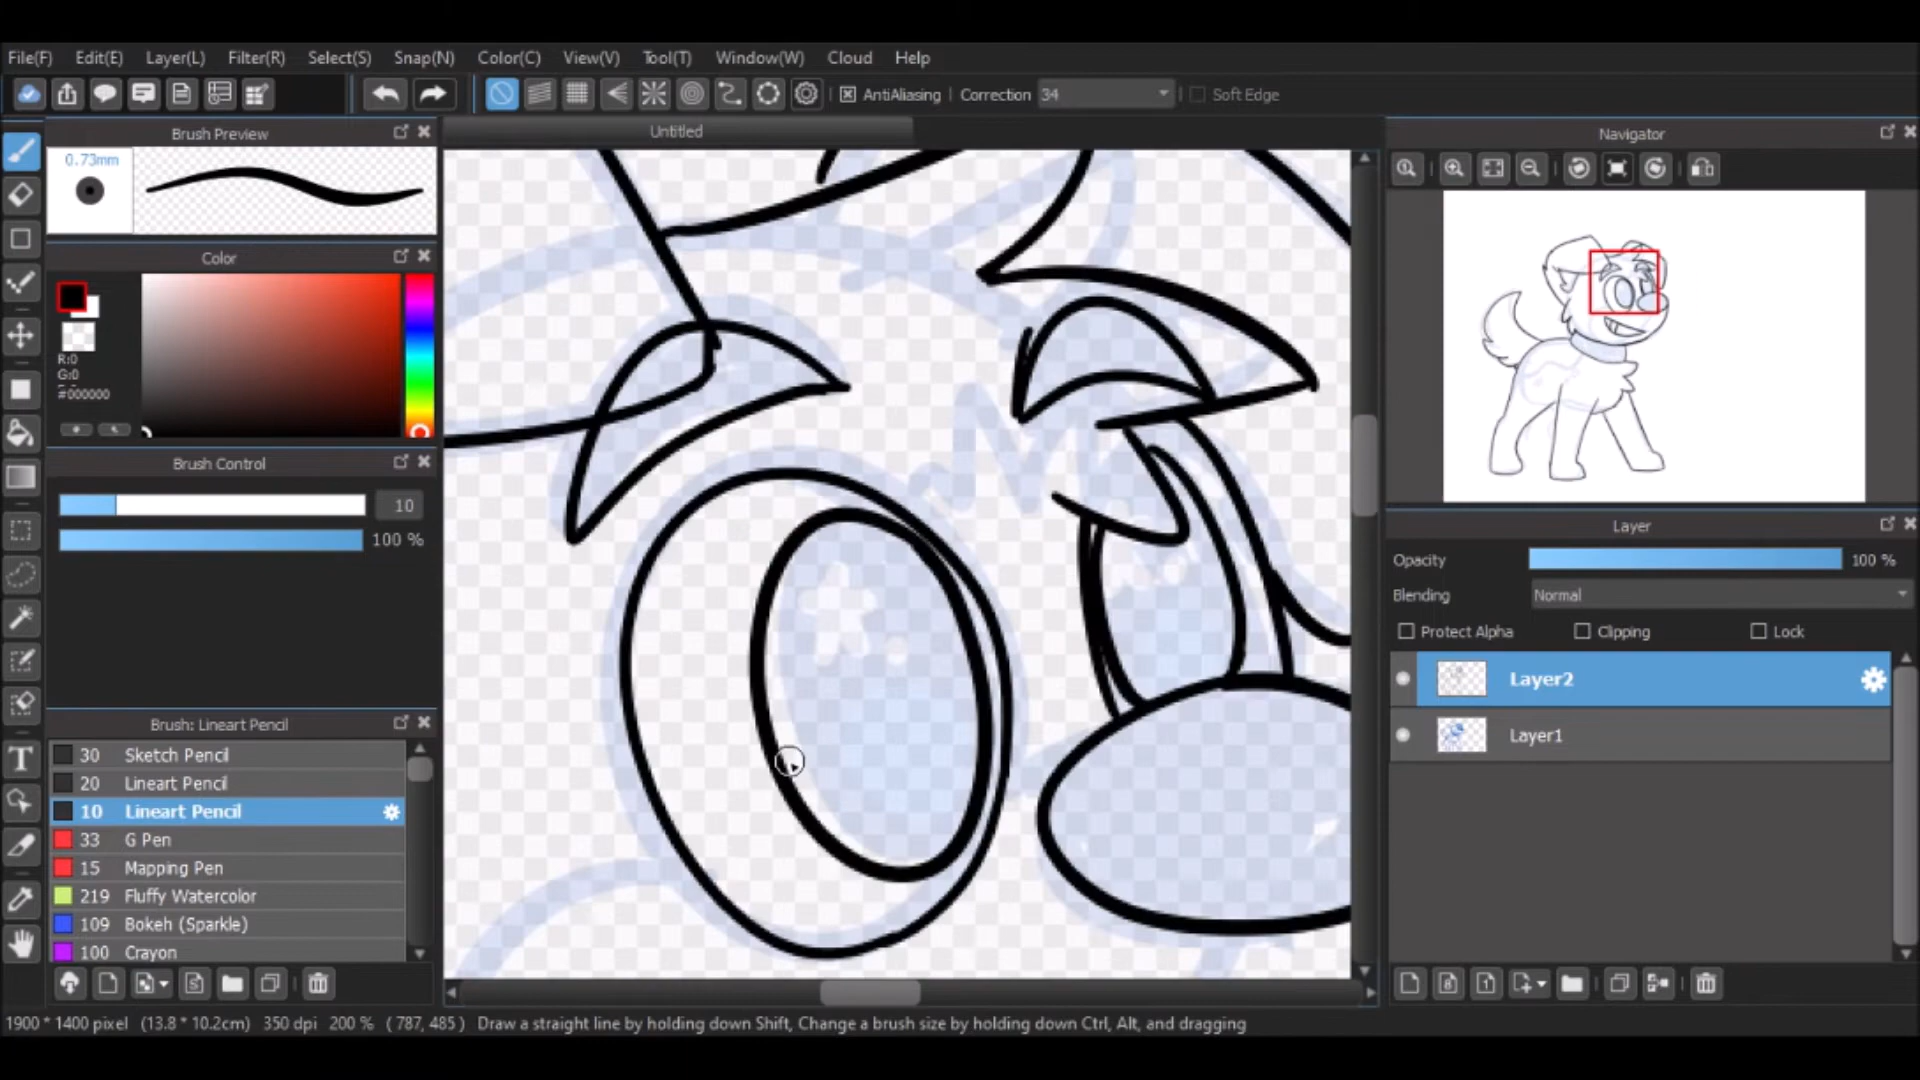 File(F) Edit(E) Layer(L) Filter(R) Select(S) Snap(N) Color(C) View(V) Tool(T) Window(W) Cloud Help
AntiAliasing Correction 34 Soft Edge
Brush Preview
Untitled
Navigator
0.73mm
Color
R:0
G:0
#000000
Brush Control
10
100 %
Layer
Opacity 100 %
Blending Normal
Protect Alpha Clipping Lock
Layer2
Layer1
Brush: Lineart Pencil
30 Sketch Pencil
20 Lineart Pencil
10 Lineart Pencil
33 G Pen
15 Mapping Pen
219 Fluffy Watercolor
109 Bokeh (Sparkle)
100 Crayon
1900 * 1400 pixel (13.8 * 10.2cm) 350 dpi 200 % ( 787, 485 ) Draw a straight line by holding down Shift, Change a brush size by holding down Ctrl, Alt, and dragging